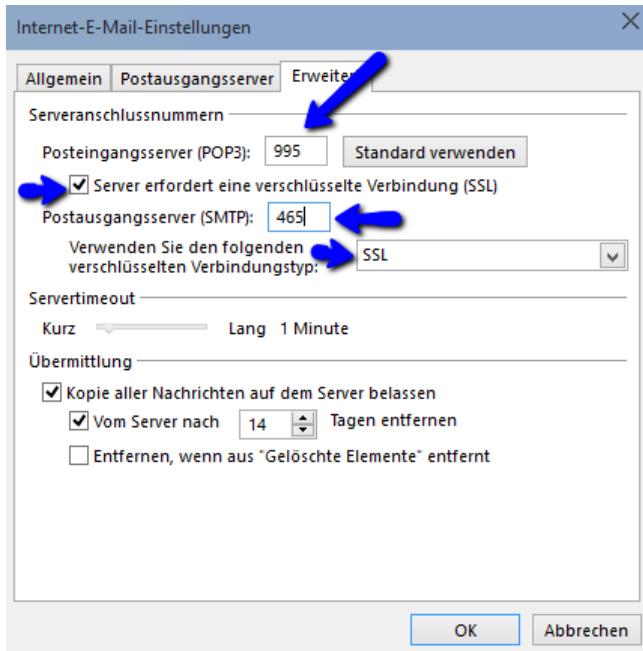 Internet-E-Mail-Einstellungen
Allgemein Postausgangsserver
Serveranschlussnummern
Posteingangsserver (POP3): 995 Standard verwenden
Server erfordert eine verschlüsselte Verbindung (SSL)
Postausgangsserver (SMTP): 465
Verwenden Sie den folgenden
verschlüsselten Verbindungstyp: SSL
Servertimeout
Kurz Lang 1 Minute
Übermittlung
Kopie aller Nachrichten auf dem Server belassen
Vom Server nach 14 Tagen entfernen
Entfernen, wenn aus "Gelöschte Elemente" entfernt
OK Abbrechen